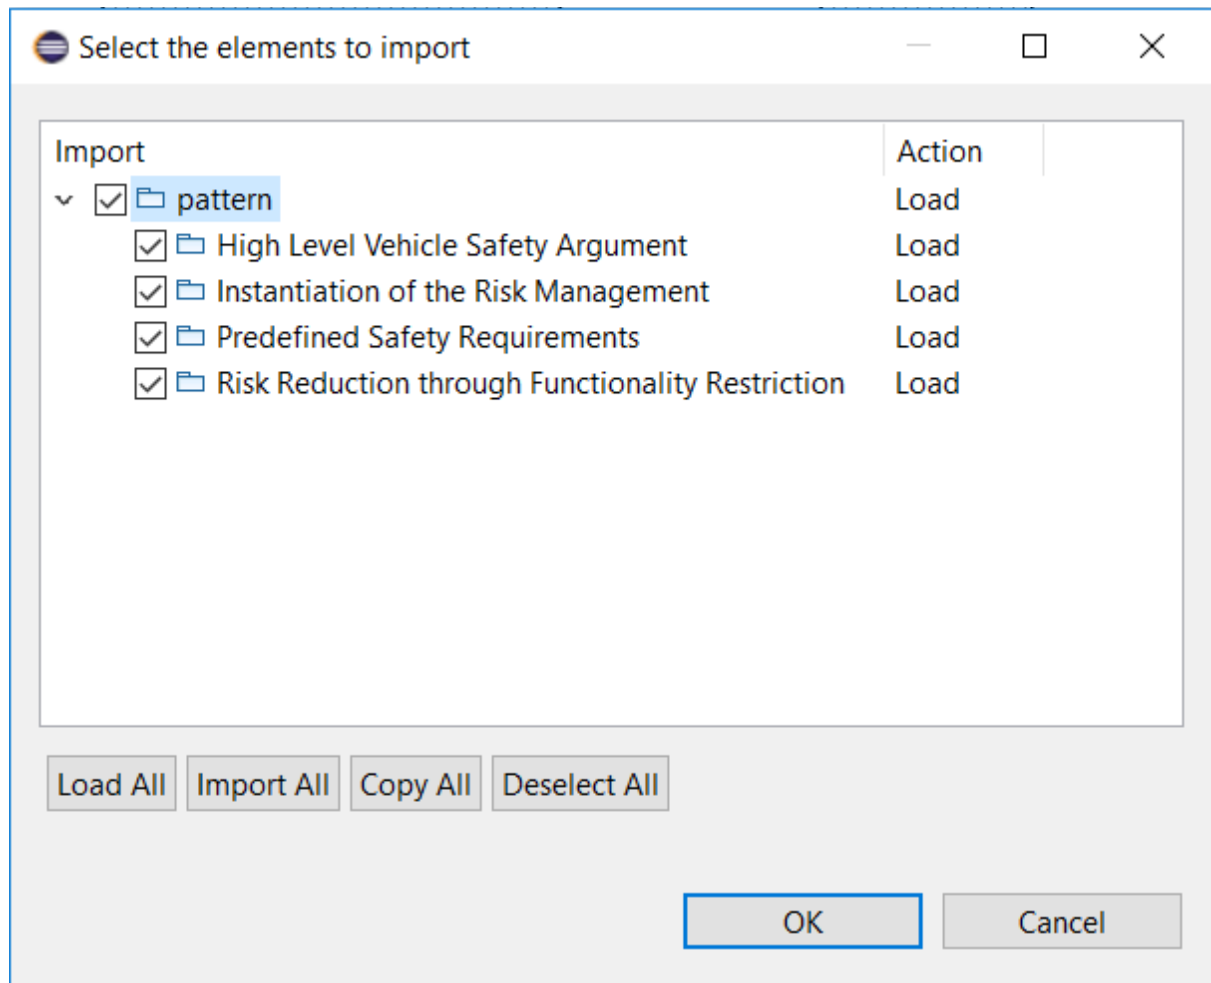 Select the elements to import
Import Action
pattern Load
High Level Vehicle Safety Argument Load
Instantiation of the Risk Management Load
Predefined Safety Requirements Load
Risk Reduction through Functionality Restriction Load
Load All Import All Copy All Deselect All
OK Cancel